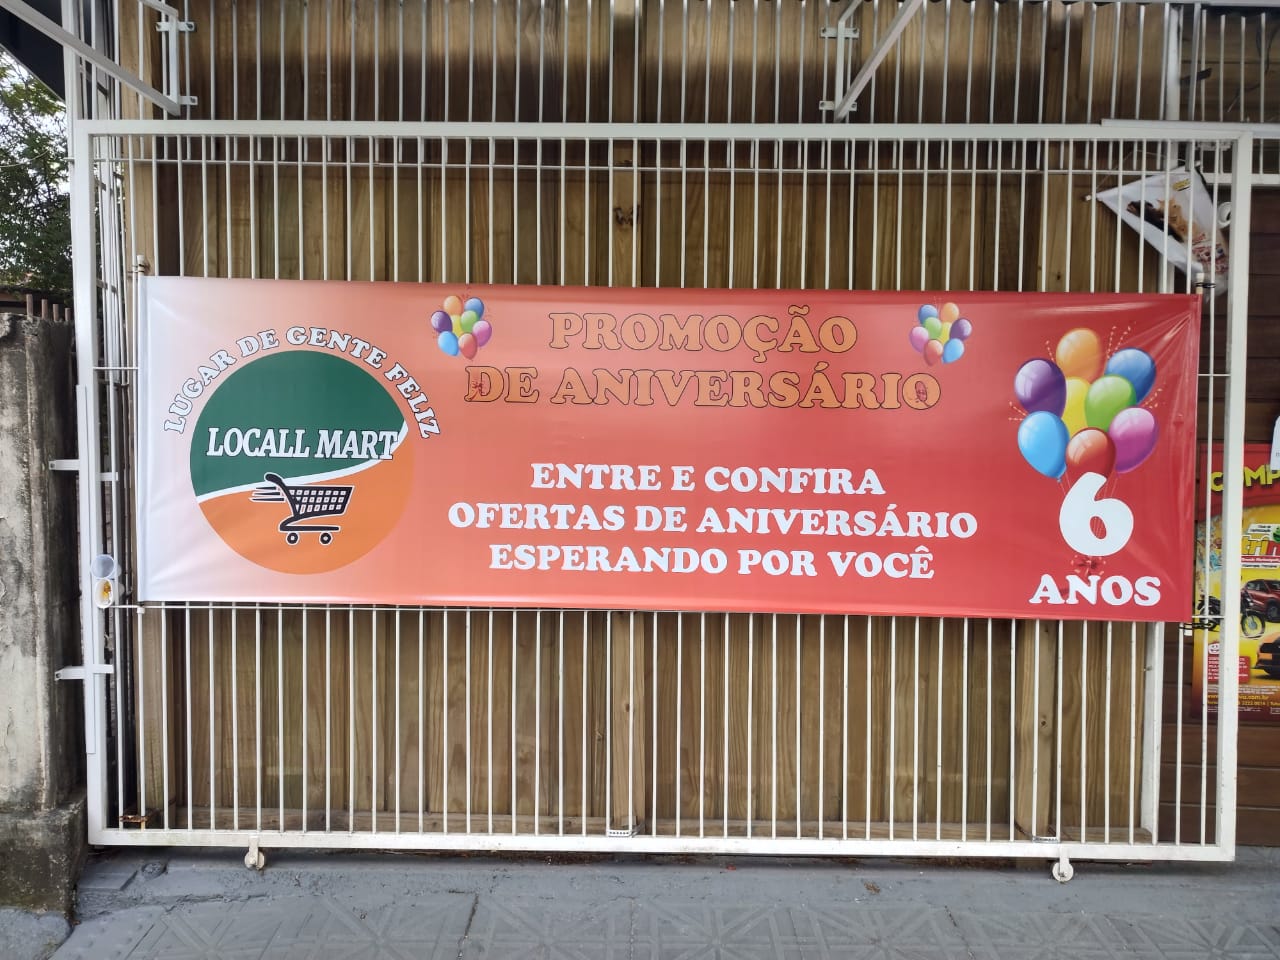 LUGAR DE GENTE FELIZ
LOCALL MART
PROMOÇÃO
DE ANIVERSÁRIO
ENTRE E CONFIRA
OFERTAS DE ANIVERSÁRIO
ESPERANDO POR VOCÊ
6
ANOS